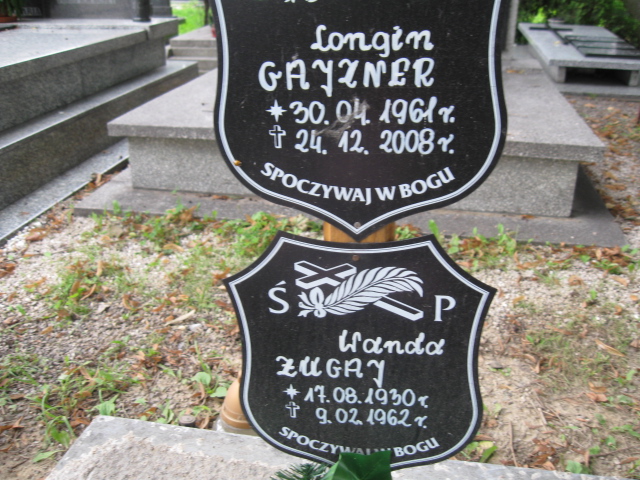 Longin
GAYZNER
* 30.04.1961 r.
† 24.12.2008 r.
SPOCZYWAJ W BOGU
Ś P
Wanda
ZUGAJ
* 17.08.1930 r.
† 9.02.1962 r.
SPOCZYWAJ W BOGU